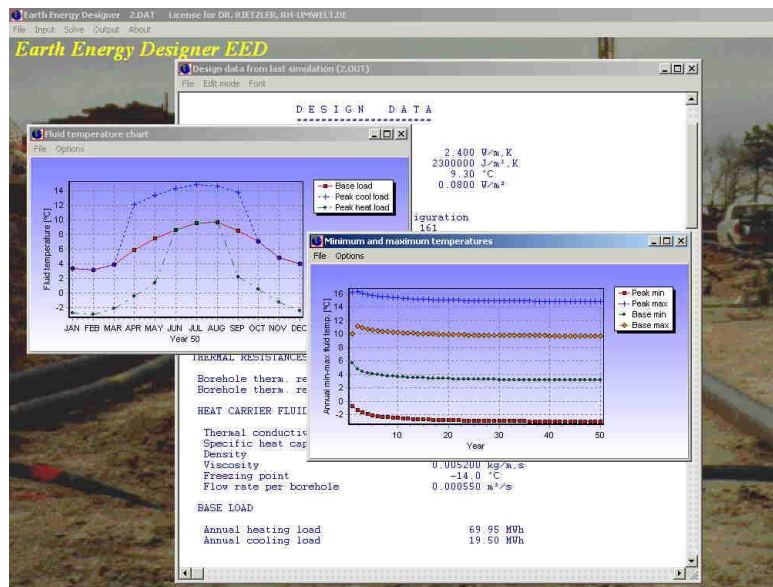 Earth Energy Designer 2.DAT License for DR. RIETZLER, RH-UMWELT.DE
File Input Solve Output About
Earth Energy Designer EED
Design data from last simulation (2.OUT)
File Edit mode Font
D E S I G N D A T A
2.400 W/m,K
2300000 J/m³,K
9.30 °C
0.0800 W/m²
iguration
161
Fluid temperature chart
File Options
Fluid temperature [°C]
14
12
10
8
6
4
2
0
-2
JAN FEB MAR APR MAY JUN JUL AUG SEP OCT NOV DEC
Year 50
Base load
Peak cool load
Peak heat load
Minimum and maximum temperatures
File Options
Annual min-max fluid temp. [°C]
16
14
12
10
8
6
4
2
0
-2
10 20 30 40 50
Year
Peak min
Peak max
Base min
Base max
THERMAL RESISTANCES
Borehole therm. re
Borehole therm. re
HEAT CARRIER FLUID
Thermal conductiv
Specific heat cap
Density
Viscosity 0.005200 kg/m,s
Freezing point -14.0 °C
Flow rate per borehole 0.000550 m³/s
BASE LOAD
Annual heating load 69.95 MWh
Annual cooling load 19.50 MWh